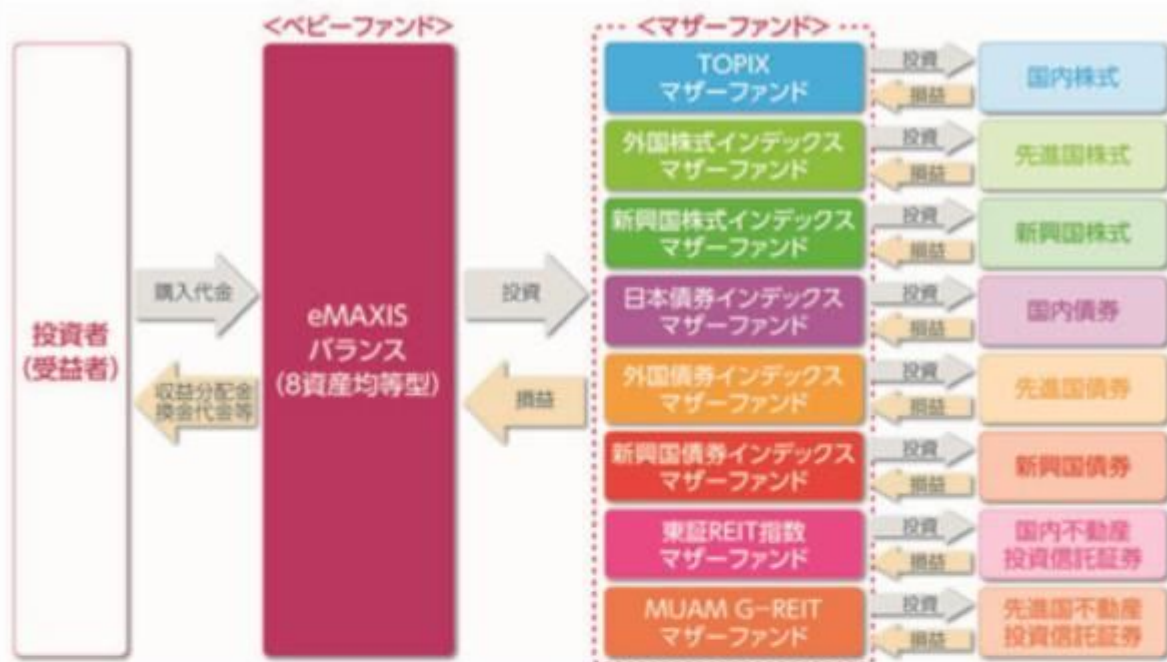 <ベビーファンド>
<マザーファンド>
投資者
(受益者)
購入代金
収益分配金
換金代金等
eMAXIS
バランス
(8資産均等型)
投資
損益
TOPIX
マザーファンド
投資
損益
国内株式
外国株式インデックス
マザーファンド
投資
損益
先進国株式
新興国株式インデックス
マザーファンド
投資
損益
新興国株式
日本債券インデックス
マザーファンド
投資
損益
国内債券
外国債券インデックス
マザーファンド
投資
損益
先進国債券
新興国債券インデックス
マザーファンド
投資
損益
新興国債券
東証REIT指数
マザーファンド
投資
損益
国内不動産
投資信託証券
MUAM G-REIT
マザーファンド
投資
損益
先進国不動産
投資信託証券